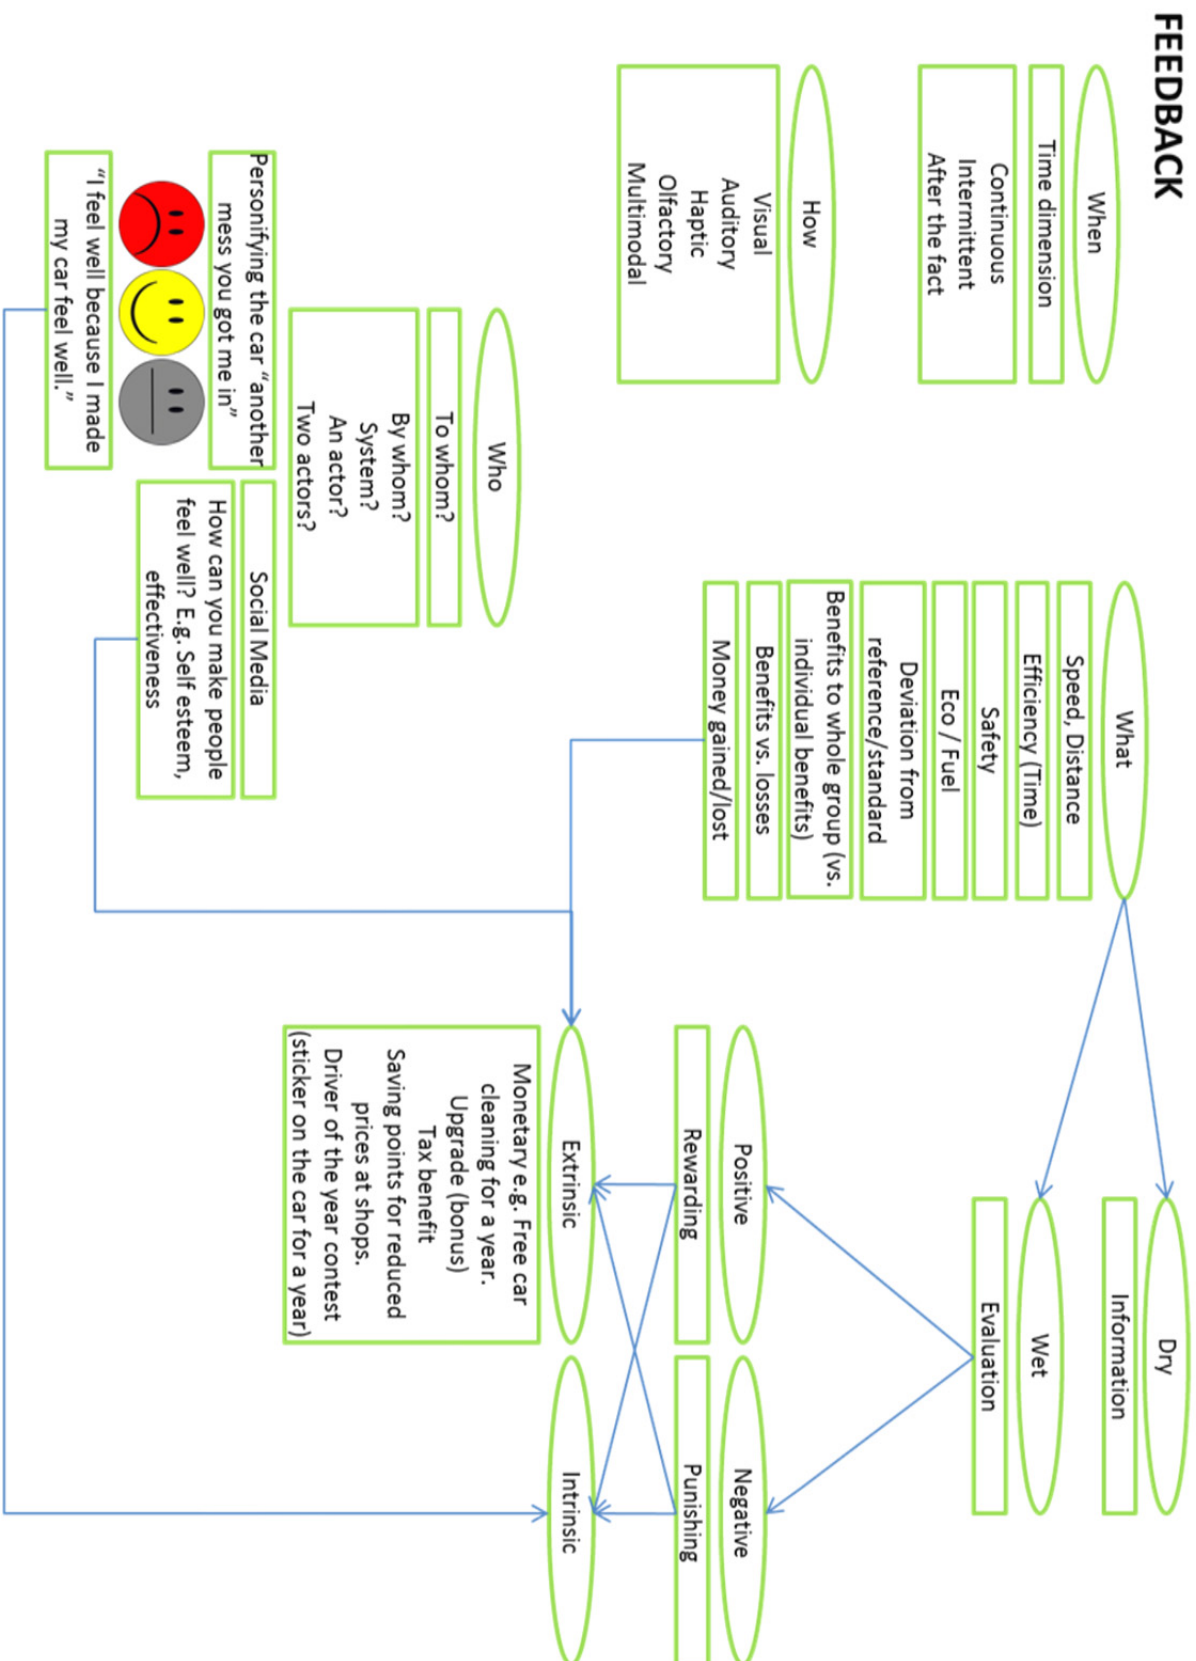 FEEDBACK
When
Time dimension
Continuous
Intermittent
After the fact
How
Visual
Auditory
Haptic
Olfactory
Multimodal
Who
To whom?
By whom?
System?
An actor?
Two actors?
Personifying the car “another
mess you got me in”
“I feel well because I made
my car feel well.”
Social Media
How can you make people
feel well? E.g. Self esteem,
effectiveness
What
Speed, Distance
Efficiency (Time)
Safety
Eco / Fuel
Deviation from
reference/standard
Benefits to whole group (vs.
individual benefits)
Benefits vs. losses
Money gained/lost
Dry
Information
Wet
Evaluation
Positive
Rewarding
Negative
Punishing
Extrinsic
Monetary e.g. Free car
cleaning for a year.
Upgrade (bonus)
Tax benefit
Saving points for reduced
prices at shops.
Driver of the year contest
(sticker on the car for a year)
Intrinsic